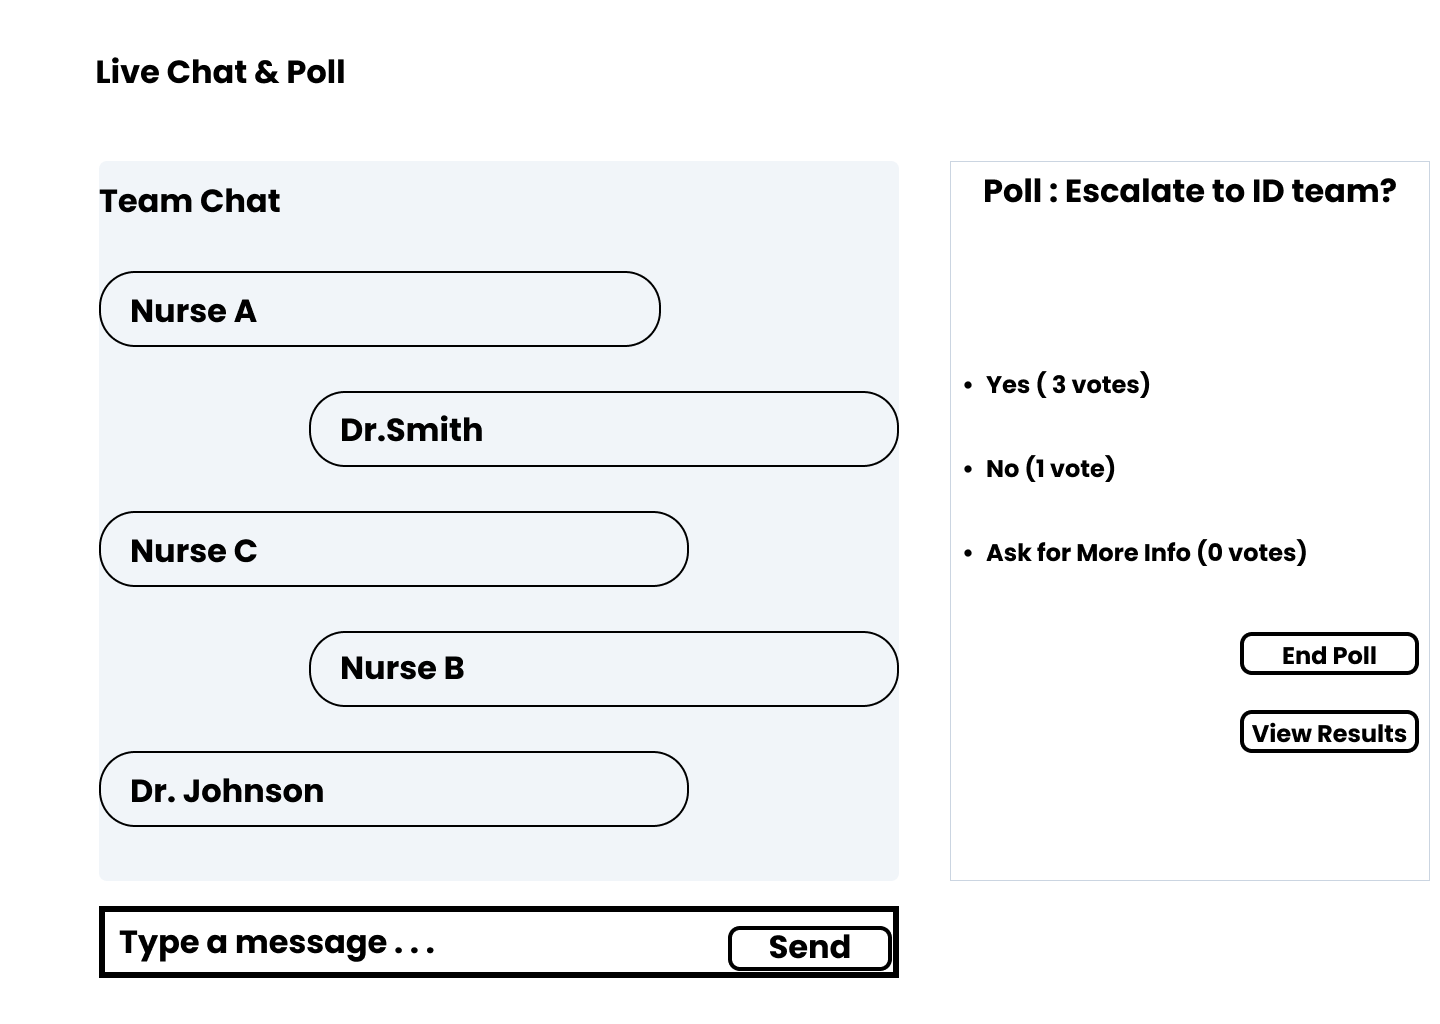 Live Chat & Poll
Team Chat
Nurse A
Dr.Smith
Nurse C
Nurse B
Dr. Johnson
Type a message . . .
Send
Poll : Escalate to ID team?
• Yes ( 3 votes)
• No (1 vote)
• Ask for More Info (0 votes)
End Poll
View Results